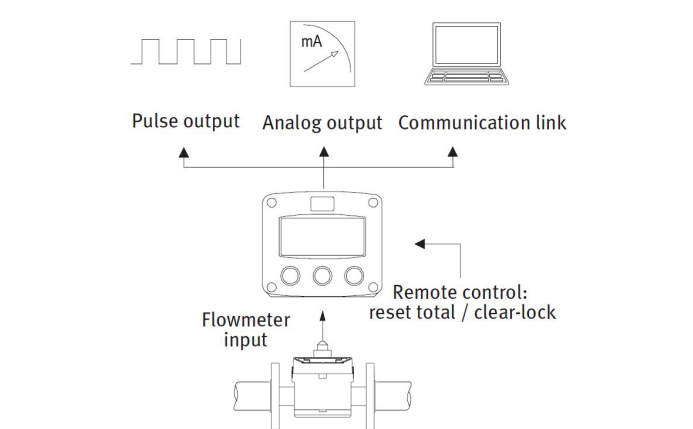 mA
Pulse output
Analog output
Communication link
Remote control:
reset total / clear-lock
Flowmeter
input